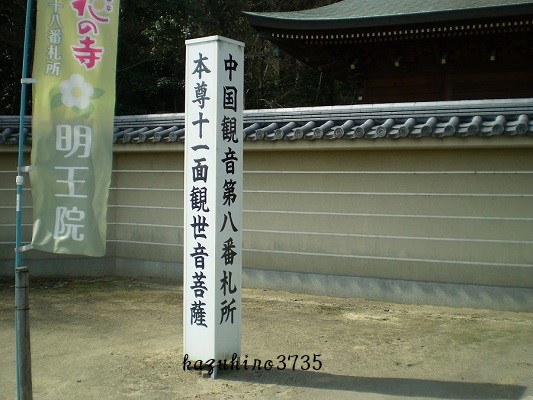 中国観音第八番札所
本尊十一面観世音菩薩
札の寺
十八番札所
明王院
kazuhiro3735